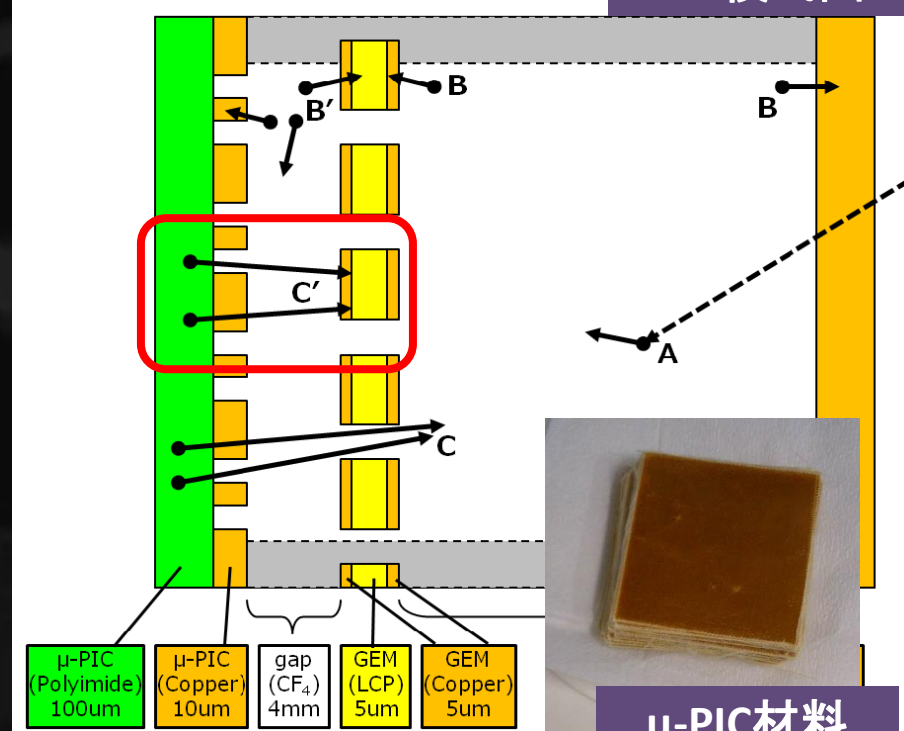 B′
B
B
C′
A
C
μ-PIC
(Polyimide)
100um
μ-PIC
(Copper)
10um
gap
(CF₄)
4mm
GEM
(LCP)
5um
GEM
(Copper)
5um
μ-PIC材料